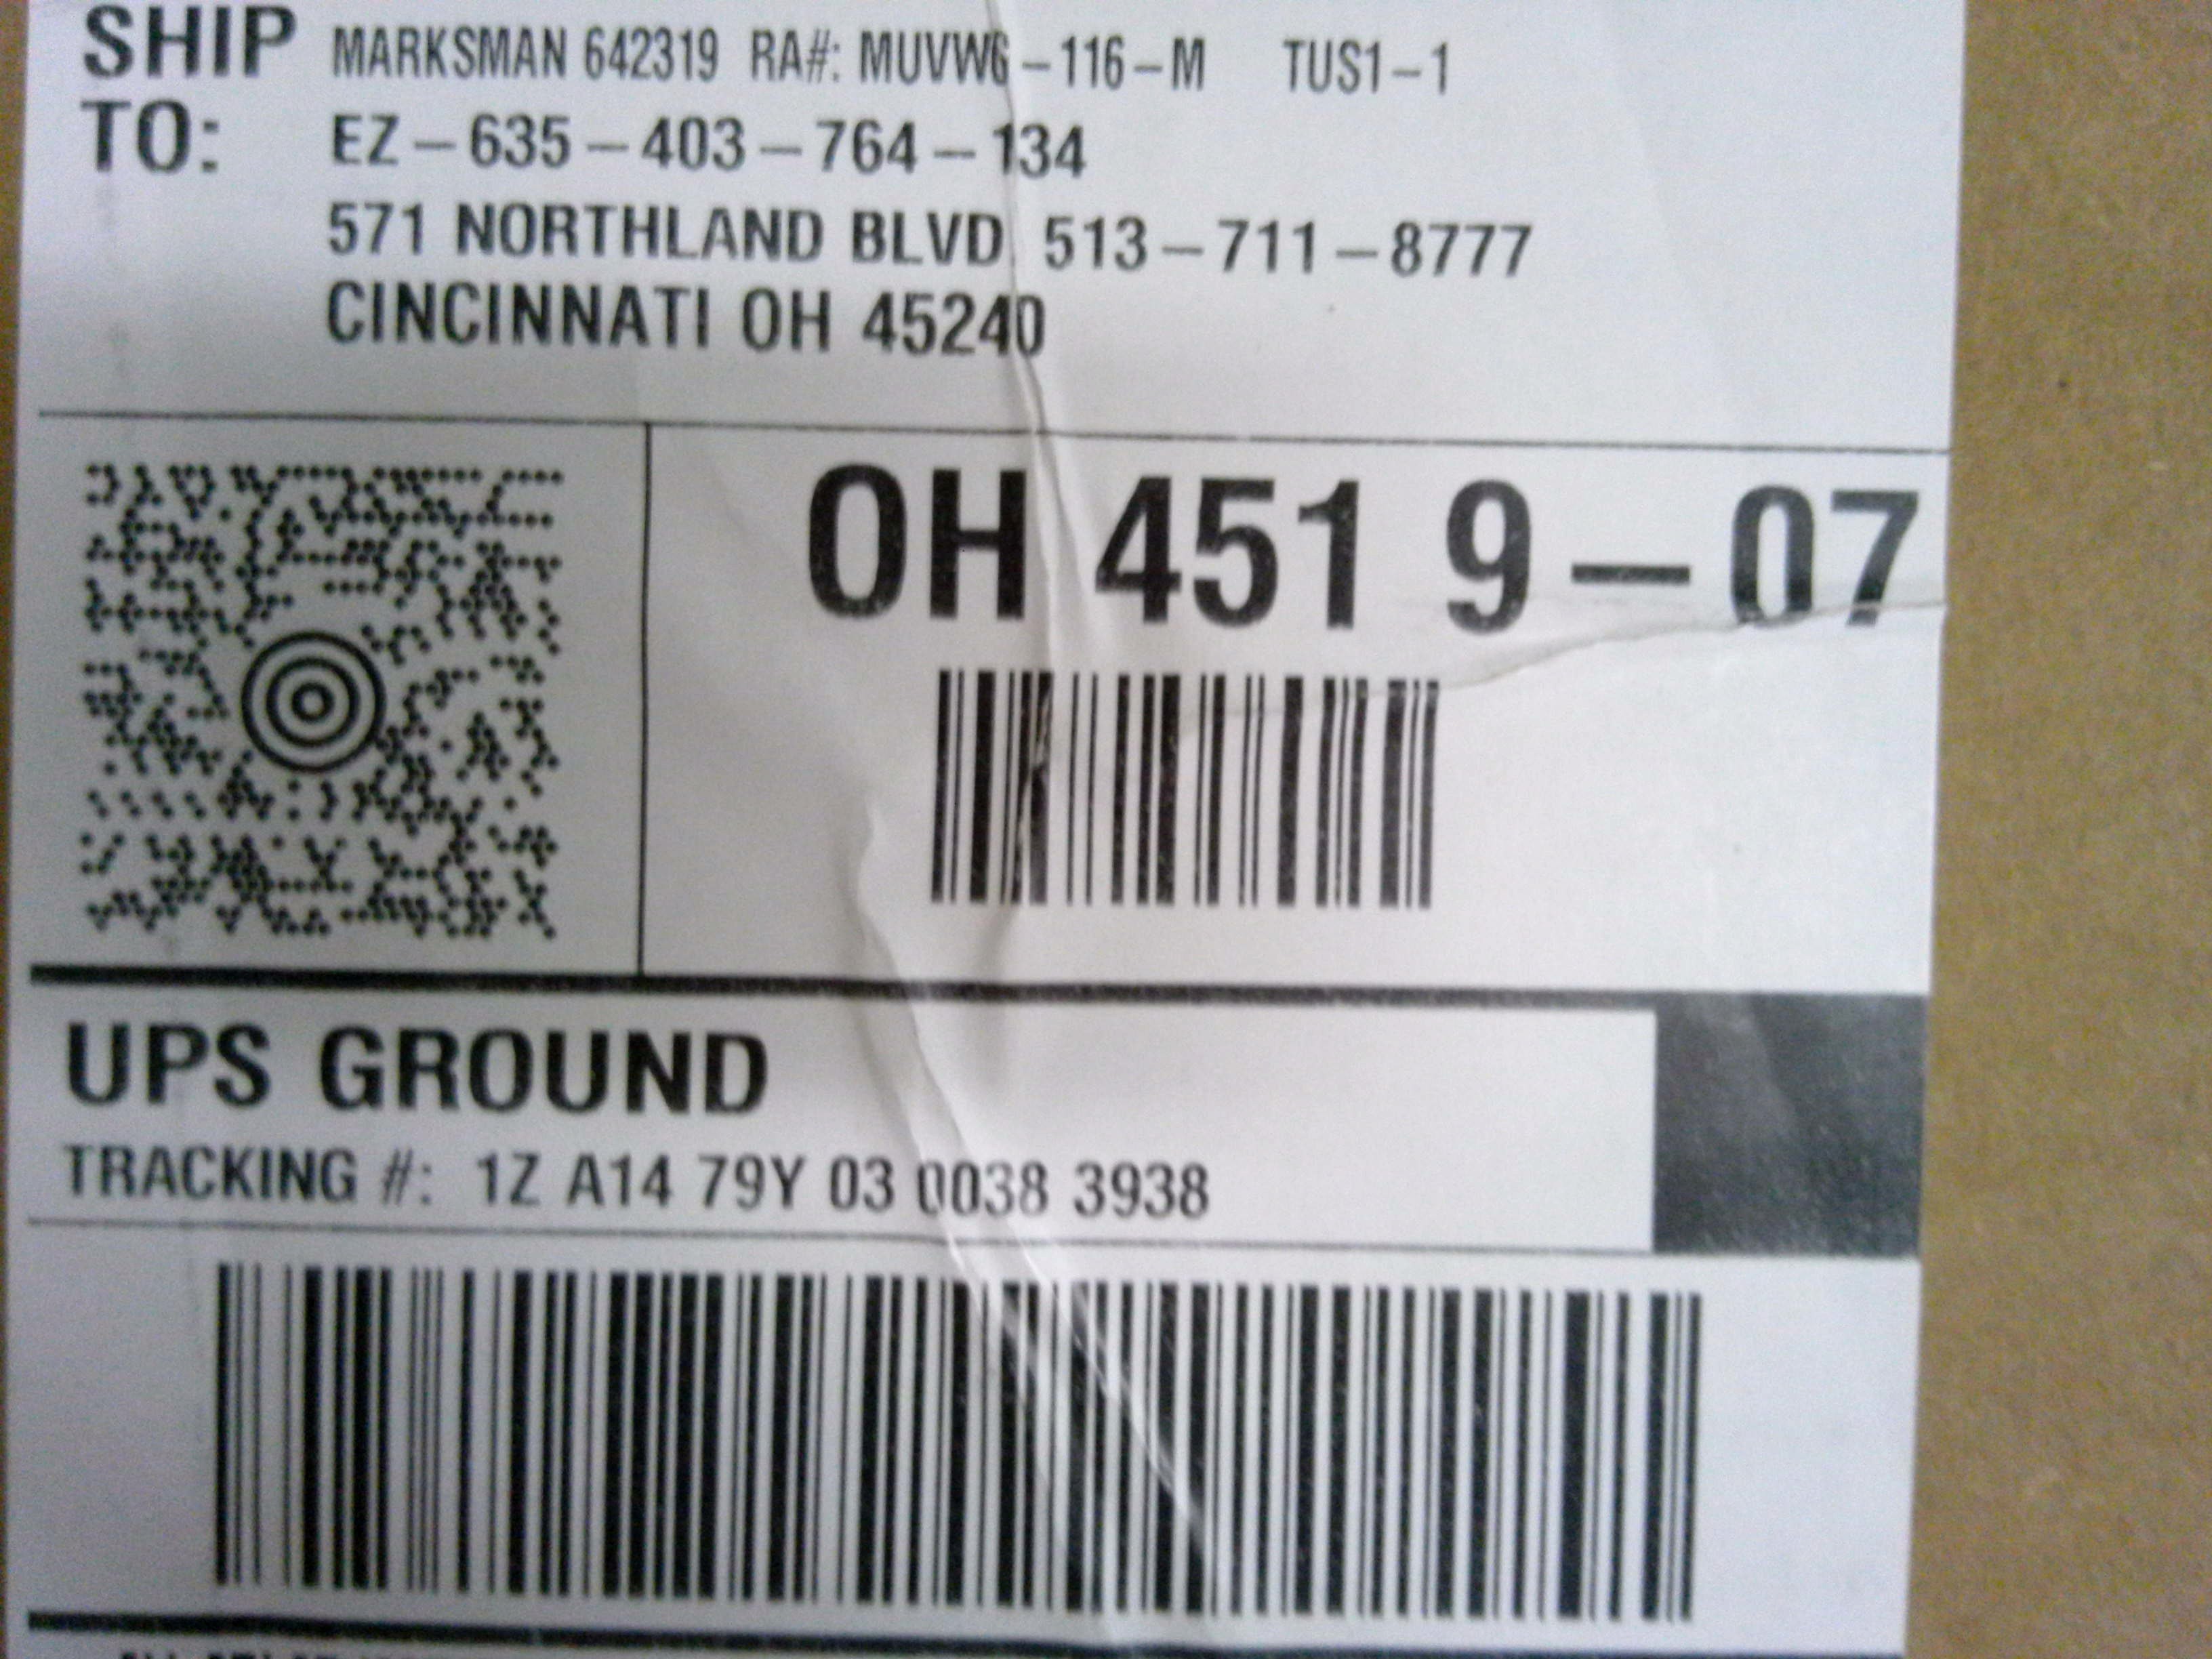 SHIP TO: MARKSMAN 642319 RA#: MUVW6-116-M TUS1-1
EZ-635-403-764-134
571 NORTHLAND BLVD 513-711-8777
CINCINNATI OH 45240
OH 451 9-07
UPS GROUND
TRACKING #: 1Z A14 79Y 03 0038 3938